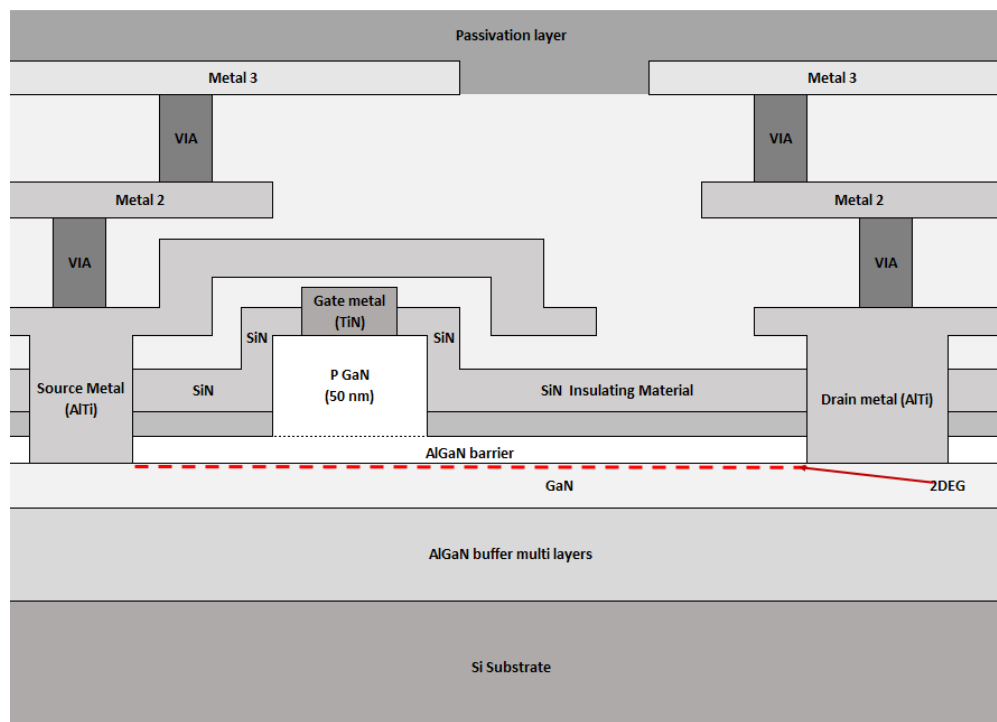 Passivation layer
Metal 3
Metal 3
VIA
VIA
Metal 2
Metal 2
VIA
VIA
Gate metal
(TiN)
SiN
SiN
P GaN
(50 nm)
Source Metal
(AlTi)
SiN
SiN Insulating Material
Drain metal (AlTi)
AlGaN barrier
GaN
2DEG
AlGaN buffer multi layers
Si Substrate